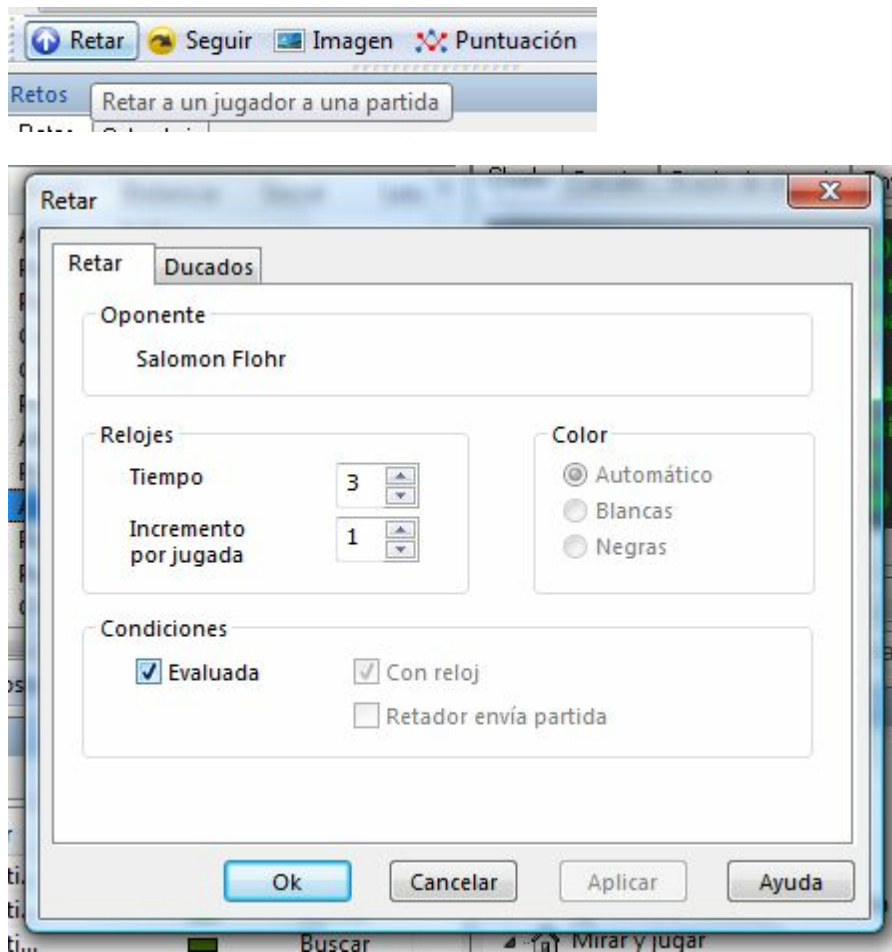 Retar Seguir Imagen Puntuación
Retos
Retar a un jugador a una partida
Retar
Retar Ducados
Oponente
Salomon Flohr
Relojes
Tiempo 3
Incremento
por jugada 1
Color
Automático
Blancas
Negras
Condiciones
Evaluada Con reloj
Retador envía partida
Ok Cancelar Aplicar Ayuda
Buscar Mirar y jugar